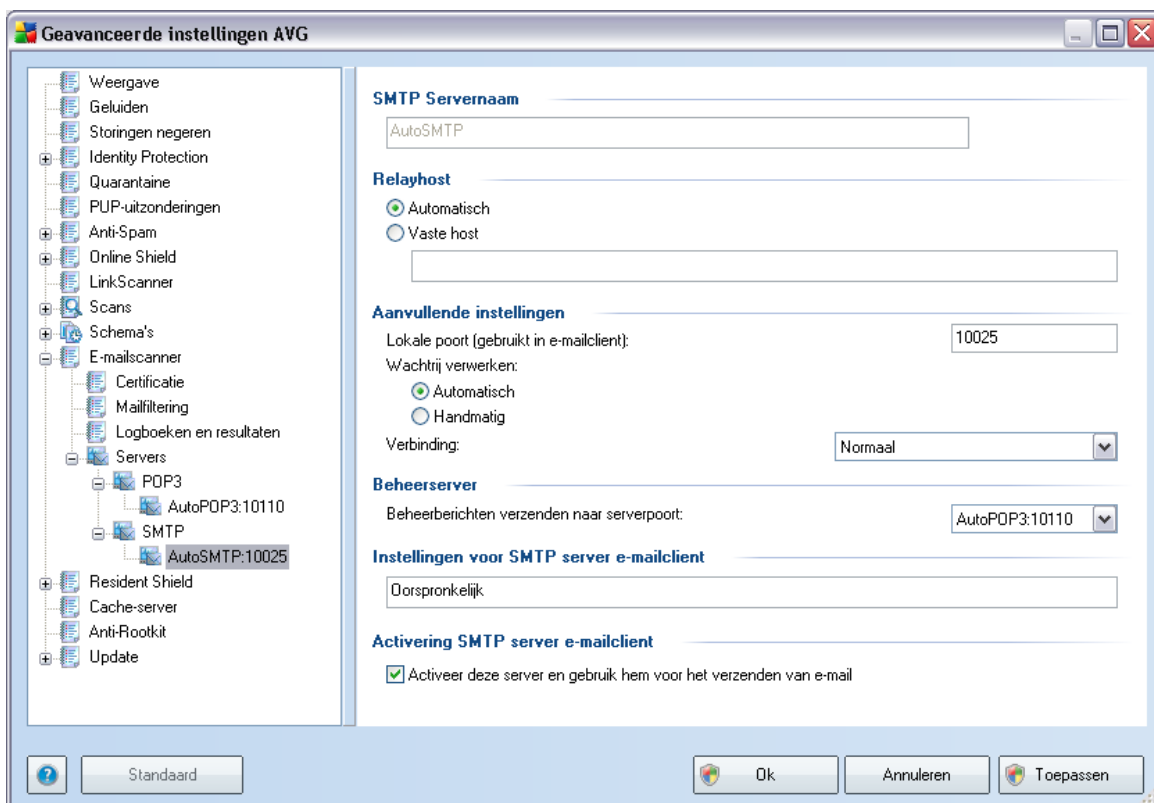 Geavanceerde instellingen AVG
Weergave
Geluiden
Storingen negeren
Identity Protection
Quarantaine
PUP-uitzonderingen
Anti-Spam
Online Shield
LinkScanner
Scans
Schema's
E-mailscanner
Certificatie
Mailfiltering
Logboeken en resultaten
Servers
POP3
AutoPOP3:10110
SMTP
AutoSMTP:10025
Resident Shield
Cache-server
Anti-Rootkit
Update
SMTP Servernaam
AutoSMTP
Relayhost
Automatisch
Vaste host
Aanvullende instellingen
Lokale poort (gebruikt in e-mailclient): 10025
Wachtrij verwerken:
Automatisch
Handmatig
Verbinding: Normaal
Beheerserver
Beheerberichten verzenden naar serverpoort: AutoPOP3:10110
Instellingen voor SMTP server e-mailclient
Oorspronkelijk
Activering SMTP server e-mailclient
Activeer deze server en gebruik hem voor het verzenden van e-mail
? Standaard Ok Annuleren Toepassen